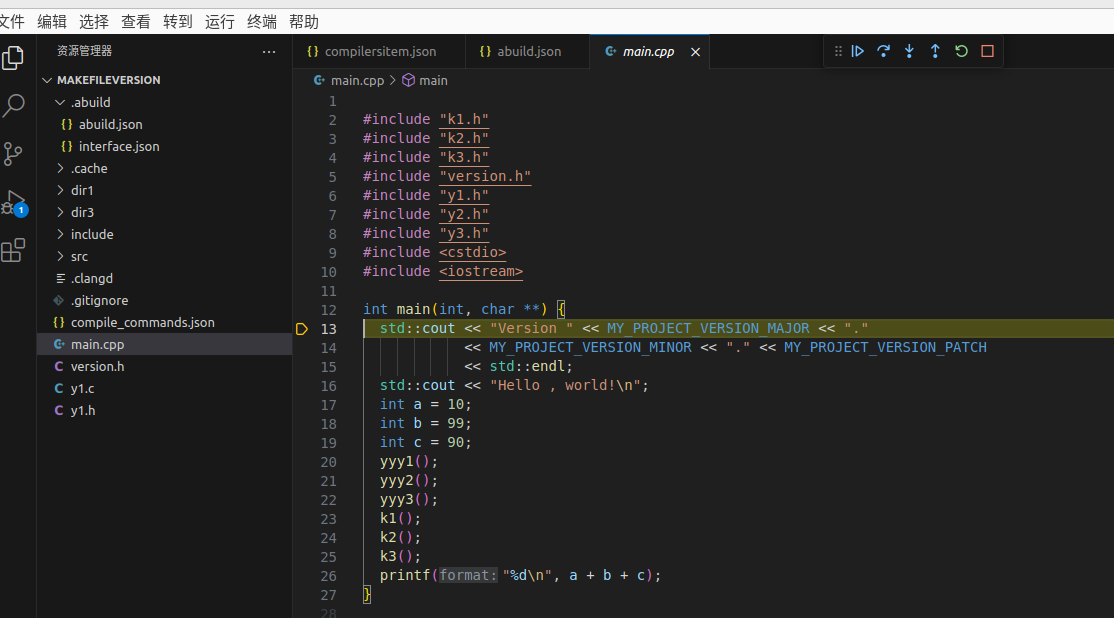 文件 编辑 选择 查看 转到 运行 终端 帮助
资源管理器 ···
MAKEFILEVERSION
.abuild
{} abuild.json
{} interface.json
.cache
dir1
dir3
include
src
.clangd
.gitignore
{} compile_commands.json
main.cpp
C version.h
C y1.c
C y1.h
1
{} compilersitem.json {} abuild.json main.cpp ×
main.cpp > main
1
2 #include "k1.h"
3 #include "k2.h"
4 #include "k3.h"
5 #include "version.h"
6 #include "y1.h"
7 #include "y2.h"
8 #include "y3.h"
9 #include <cstdio>
10 #include <iostream>
11
12 int main(int, char **) {
13 std::cout << "Version " << MY_PROJECT_VERSION_MAJOR << "."
14 << MY_PROJECT_VERSION_MINOR << "." << MY_PROJECT_VERSION_PATCH
15 << std::endl;
16 std::cout << "Hello , world!\n";
17 int a = 10;
18 int b = 99;
19 int c = 90;
20 yyy1();
21 yyy2();
22 yyy3();
23 k1();
24 k2();
25 k3();
26 printf(format: "%d\n", a + b + c);
27 }
28